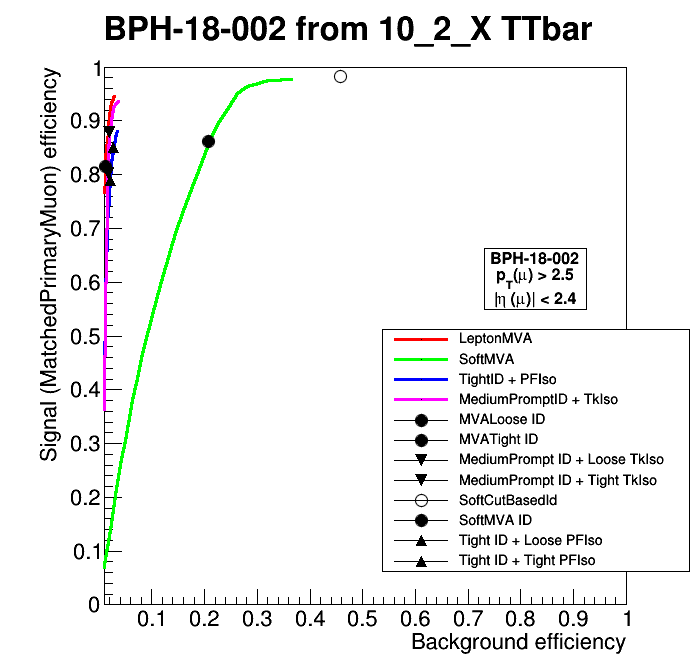 BPH-18-002 from 10_2_X TTbar
Signal (MatchedPrimaryMuon) efficiency
1
0.9
0.8
0.7
0.6
0.5
0.4
0.3
0.2
0.1
0
0.1 0.2 0.3 0.4 0.5 0.6 0.7 0.8 0.9 1
Background efficiency
BPH-18-002
p_T(μ) > 2.5
|η (μ)| < 2.4
LeptonMVA
SoftMVA
TightID + PFIso
MediumPromptID + TkIso
MVALoose ID
MVATight ID
MediumPrompt ID + Loose TkIso
MediumPrompt ID + Tight TkIso
SoftCutBasedId
SoftMVA ID
Tight ID + Loose PFIso
Tight ID + Tight PFIso